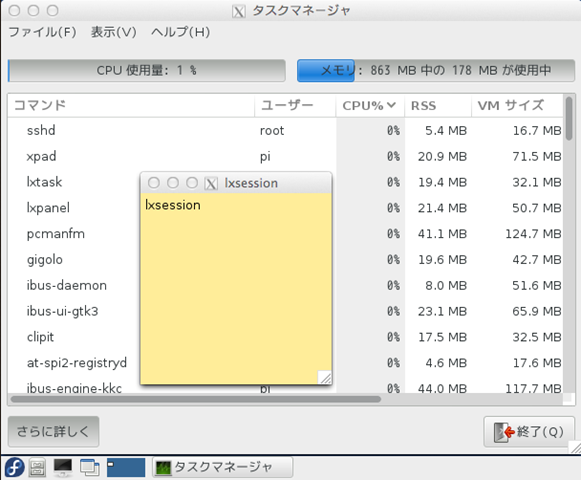 タスクマネージャ
ファイル(F) 表示(V) ヘルプ(H)
CPU 使用量: 1 % メモリ: 863 MB 中の 178 MB が使用中
コマンド ユーザー CPU% RSS VM サイズ
sshd root 0% 5.4 MB 16.7 MB
xpad pi 0% 20.9 MB 71.5 MB
lxtask 0% 19.4 MB 32.1 MB
lxpanel 0% 21.4 MB 50.7 MB
pcmanfm 0% 41.1 MB 124.7 MB
gigolo 0% 19.6 MB 42.7 MB
ibus-daemon 0% 8.0 MB 51.6 MB
ibus-ui-gtk3 0% 23.1 MB 65.9 MB
clipit 0% 17.5 MB 32.5 MB
at-spi2-registryd 0% 4.6 MB 17.6 MB
ibus-engine-kkc pi 0% 44.0 MB 117.7 MB
lxsession
lxsession
さらに詳しく 終了(Q)
タスクマネージャ